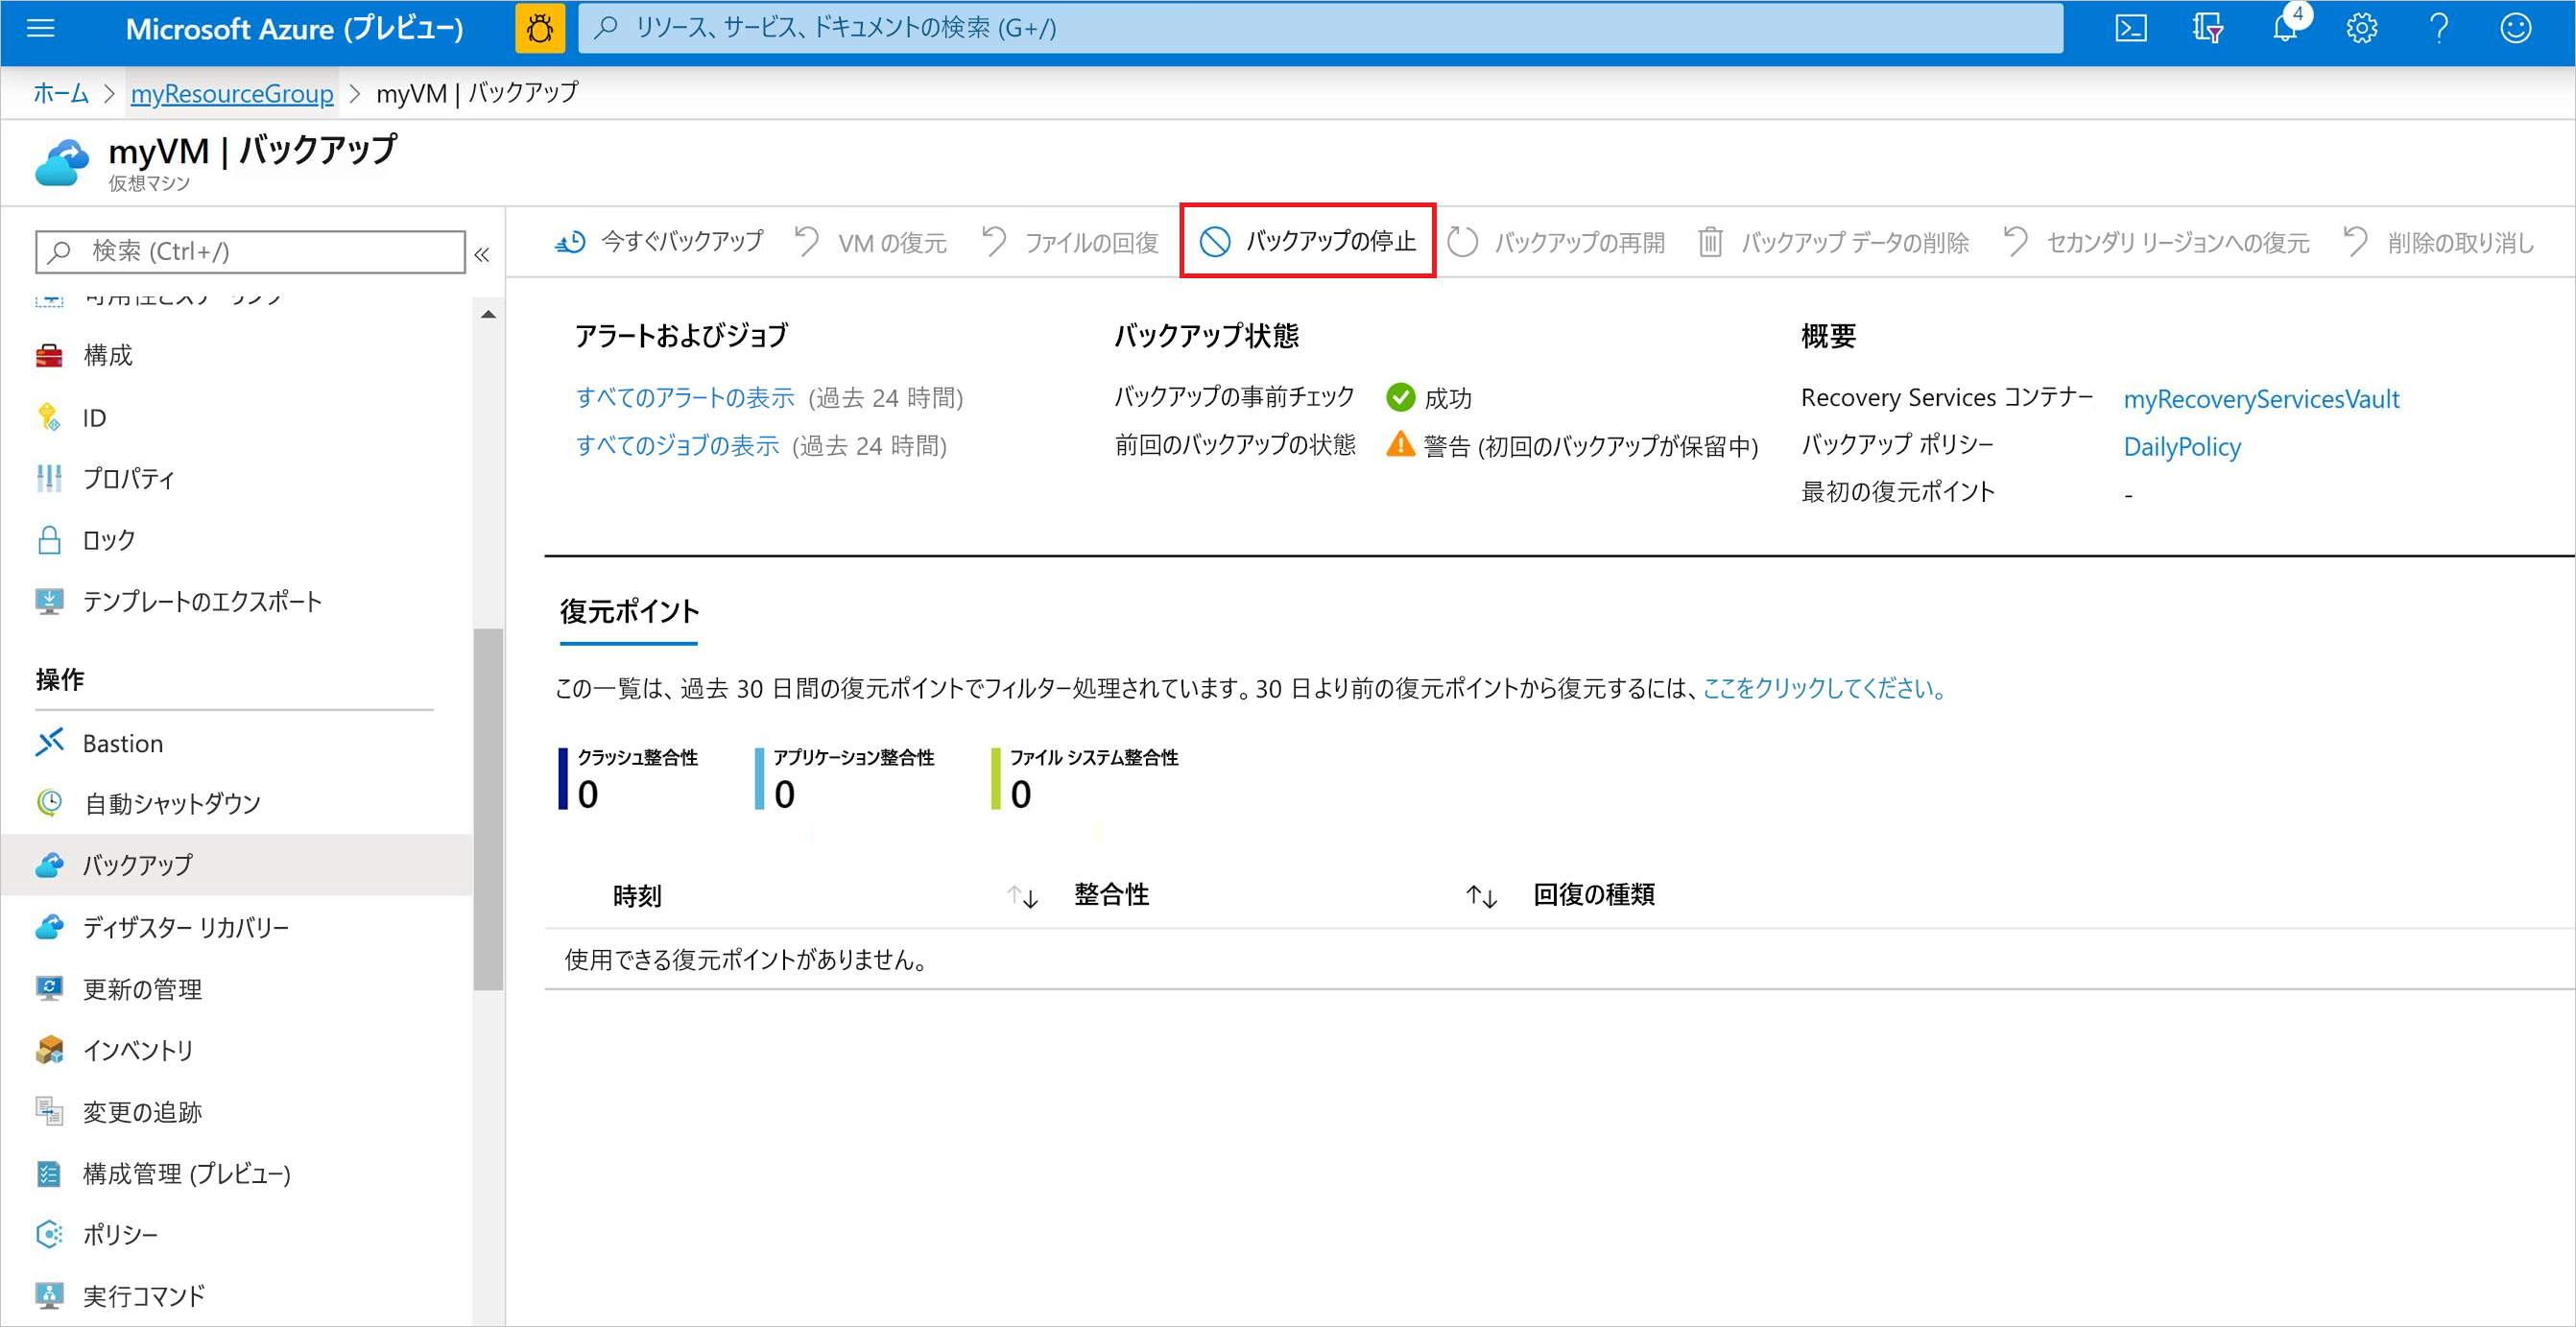 Microsoft Azure (プレビュー)
リソース、サービス、ドキュメントの検索 (G+/)
4
ホーム > myResourceGroup > myVM | バックアップ
myVM | バックアップ
仮想マシン
検索 (Ctrl+/)
«
今すぐバックアップ
VM の復元
ファイルの回復
バックアップの停止
バックアップの再開
バックアップ データの削除
セカンダリ リージョンへの復元
削除の取り消し
構成
ID
プロパティ
ロック
テンプレートのエクスポート
操作
Bastion
自動シャットダウン
バックアップ
ディザスター リカバリー
更新の管理
インベントリ
変更の追跡
構成管理 (プレビュー)
ポリシー
実行コマンド
アラートおよびジョブ
すべてのアラートの表示 (過去 24 時間)
すべてのジョブの表示 (過去 24 時間)
バックアップ状態
バックアップの事前チェック 成功
前回のバックアップの状態 警告 (初回のバックアップが保留中)
概要
Recovery Services コンテナー myRecoveryServicesVault
バックアップ ポリシー DailyPolicy
最初の復元ポイント -
復元ポイント
この一覧は、過去 30 日間の復元ポイントでフィルター処理されています。30 日より前の復元ポイントから復元するには、ここをクリックしてください。
クラッシュ整合性
0
アプリケーション整合性
0
ファイル システム整合性
0
時刻 ↑↓ 整合性 ↑↓ 回復の種類
使用できる復元ポイントがありません。